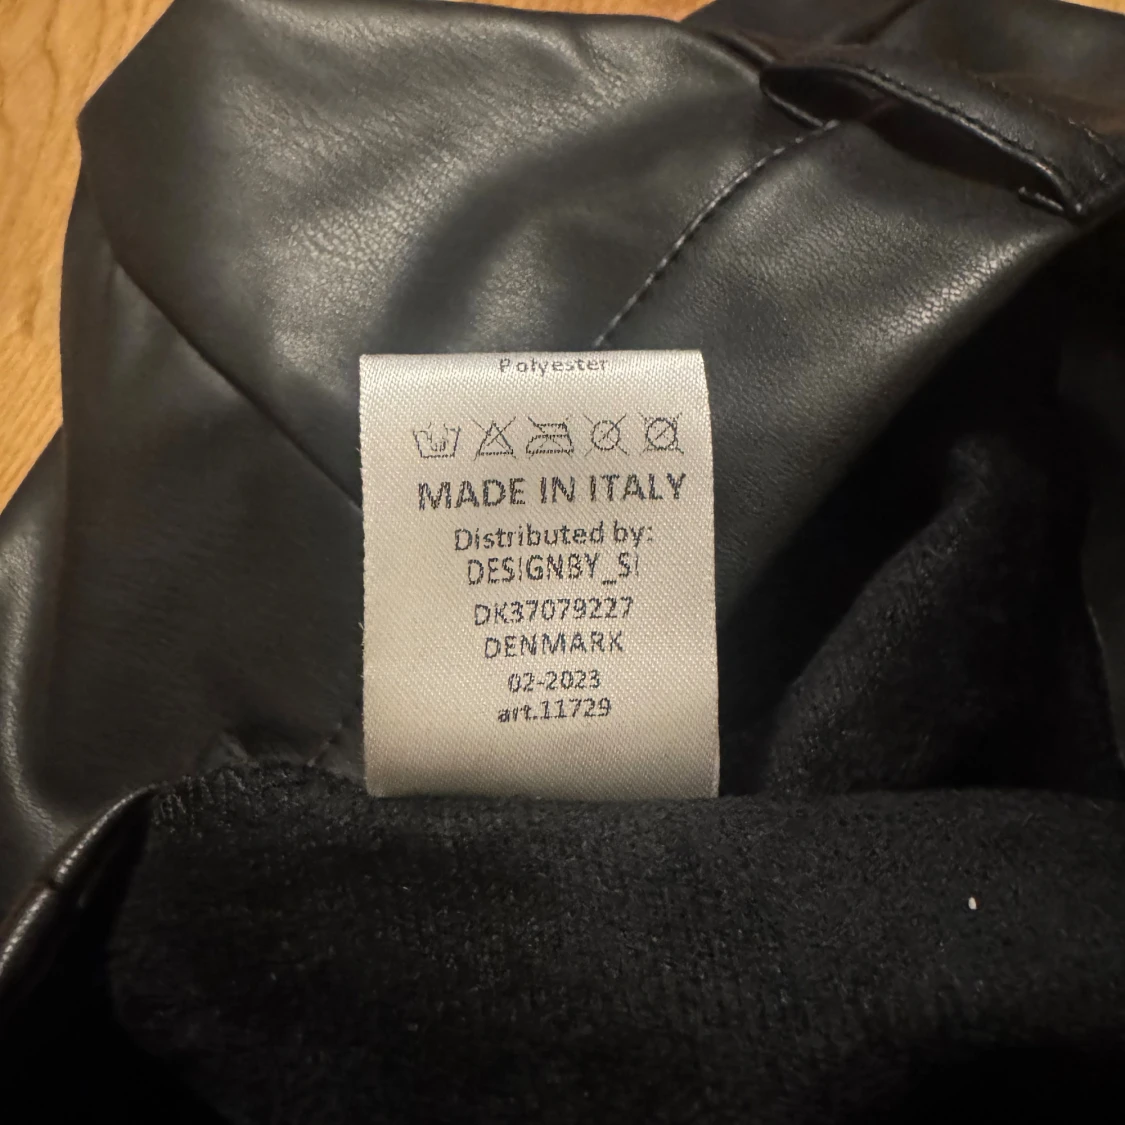 Polyester
MADE IN ITALY
Distributed by:
DESIGNBY_SI
DK37079227
DENMARK
02-2023
art.11729